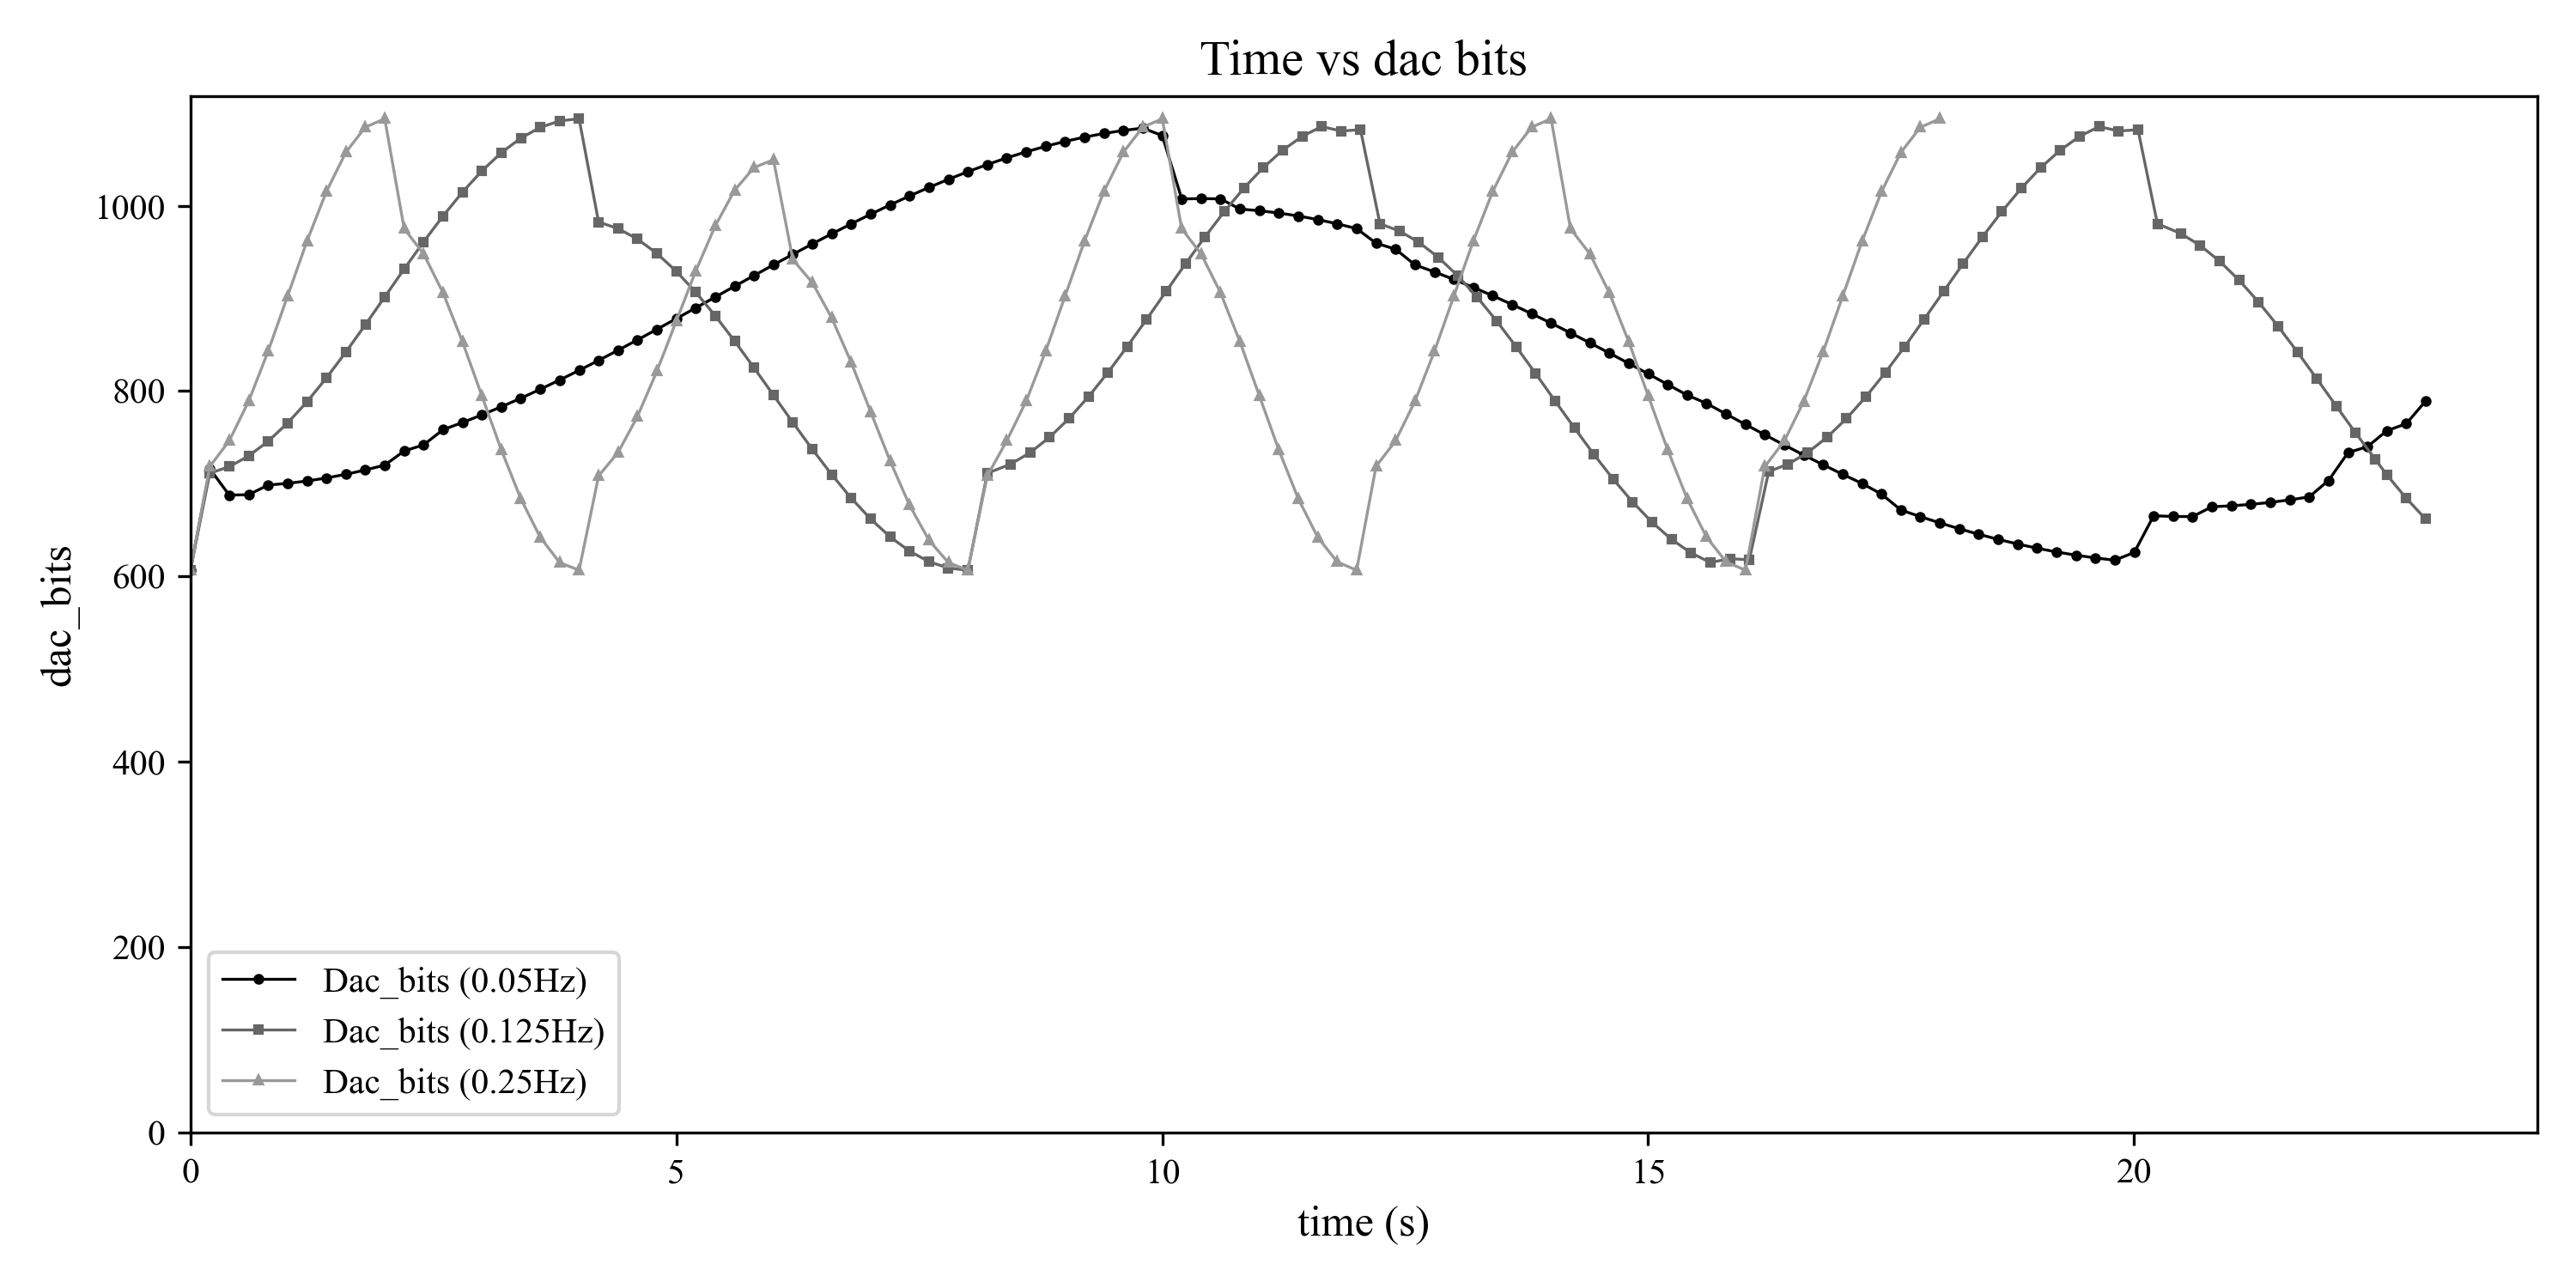 Time vs dac bits
1000
800
600
400
200
0
dac_bits
Dac_bits (0.05Hz)
Dac_bits (0.125Hz)
Dac_bits (0.25Hz)
0 5 10 15 20
time (s)